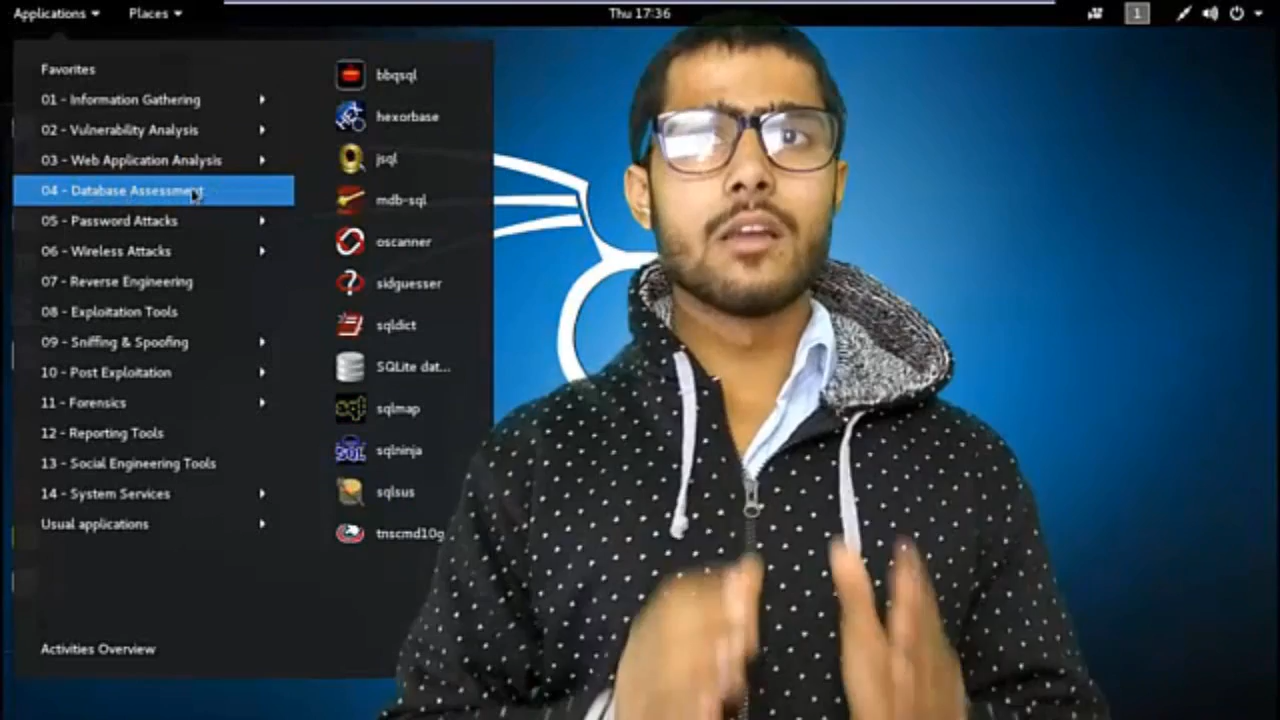 Applications Places Thu 17:36 1
Favorites
01 - Information Gathering
02 - Vulnerability Analysis
03 - Web Application Analysis
04 - Database Assessment
05 - Password Attacks
06 - Wireless Attacks
07 - Reverse Engineering
08 - Exploitation Tools
09 - Sniffing & Spoofing
10 - Post Exploitation
11 - Forensics
12 - Reporting Tools
13 - Social Engineering Tools
14 - System Services
Usual applications
Activities Overview
bbqsql
hexorbase
jsql
mdb-sql
oscanner
sidguesser
sqldict
SQLite dat...
sqlmap
sqlninja
sqlsus
tnscmd10g